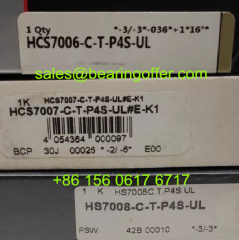 1 Qty *-3/-3*-036*+1*16**
HCS7006-C-T-P4S-UL
sales@bearingoffer.com
1K HCS7007-C-T-P4S-UL#E-K1
HCS7007-C-T-P4S-UL#E-K1
4 054384 000097
BCP 30J 00025 *-2/-6* E00
+86 156 0617 6717
1 K HS7008C.T.P4S.UL
HS7008-C-T-P4S-UL
FSW 42B 00010 *-3/-3*